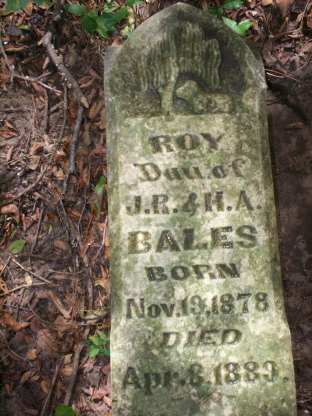 ROY
Dau of
J.R. & H.A.
BALES
BORN
Nov. 19, 1878
DIED
Apr. 8, 1889.